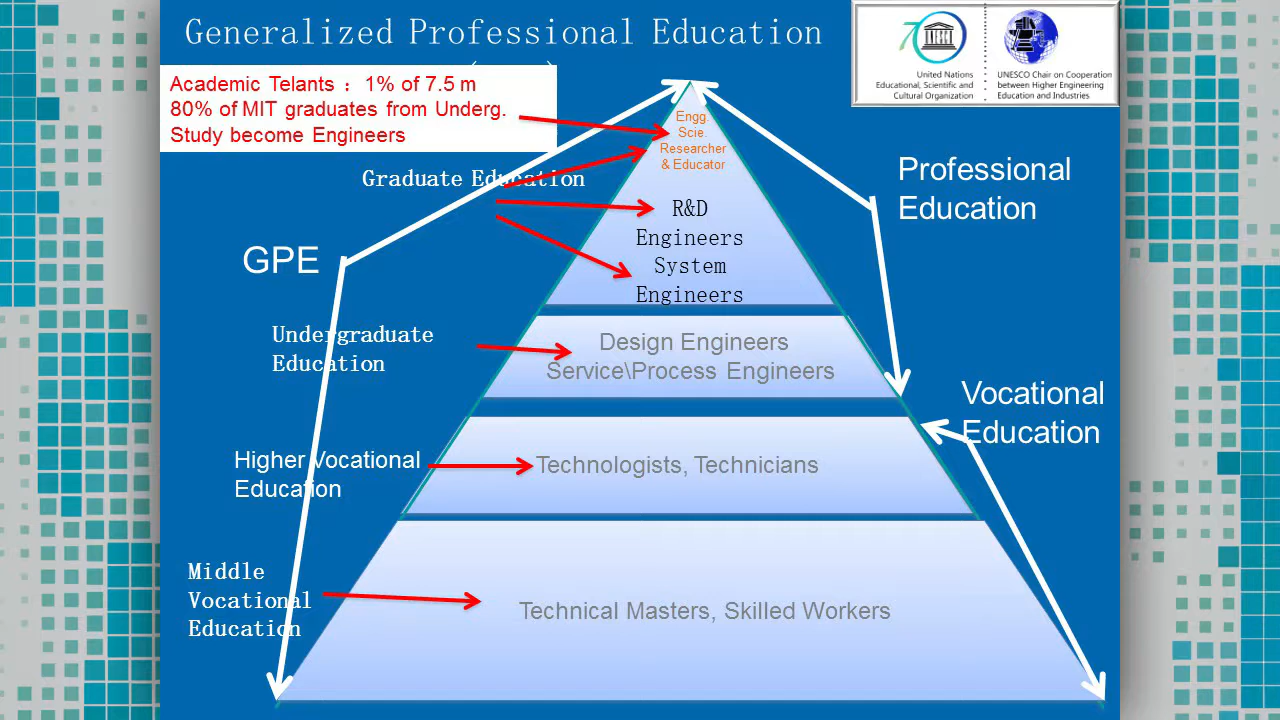 Generalized Professional Education
Academic Telants : 1% of 7.5 m
80% of MIT graduates from Underg.
Study become Engineers
United Nations
Educational, Scientific and
Cultural Organization
UNESCO Chair on Cooperation
between Higher Engineering
Education and Industries
Engg.
Scie.
Researcher
& Educator
Graduate Education
Professional
Education
R&D
Engineers
System
Engineers
GPE
Undergraduate
Education
Design Engineers
Service\Process Engineers
Vocational
Education
Higher Vocational
Education
Technologists, Technicians
Middle
Vocational
Education
Technical Masters, Skilled Workers